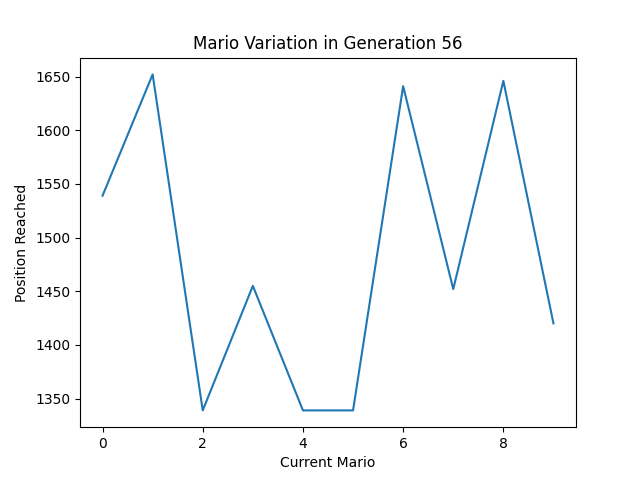 Mario Variation in Generation 56
1650
1600
1550
1500
1450
1400
1350
Position Reached
0 2 4 6 8
Current Mario